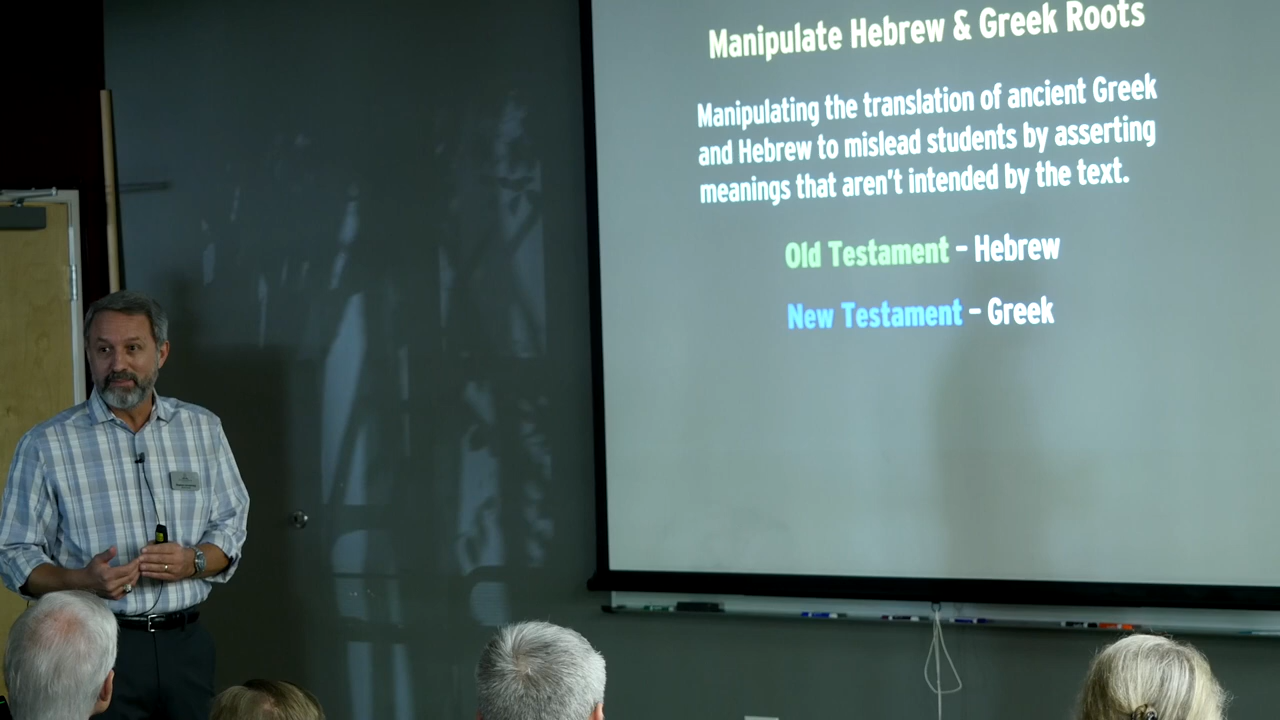 Manipulate Hebrew & Greek Roots
Manipulating the translation of ancient Greek
and Hebrew to mislead students by asserting
meanings that aren't intended by the text.
Old Testament – Hebrew
New Testament – Greek